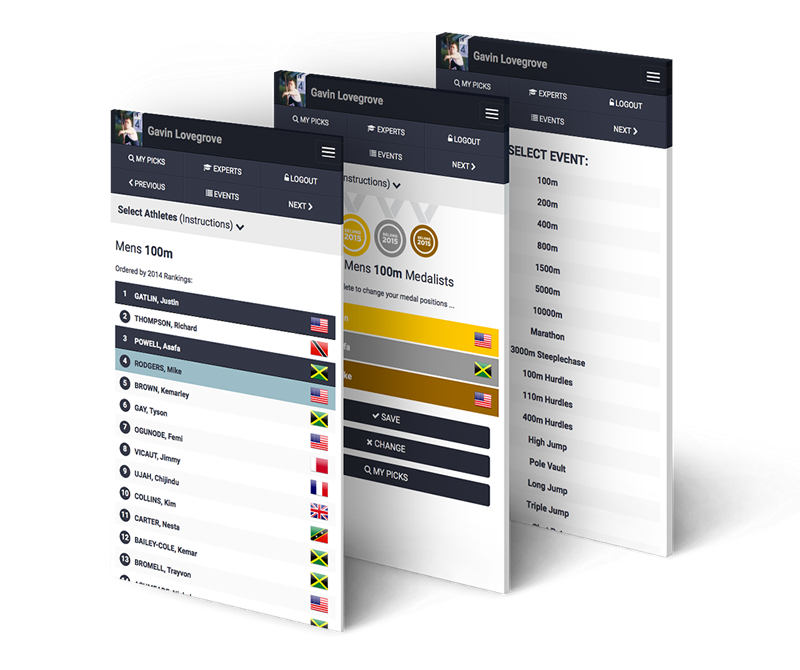 Gavin Lovegrove
MY PICKS
EXPERTS
LOGOUT
PREVIOUS
EVENTS
NEXT
Select Athletes (Instructions)
Mens 100m
Ordered by 2014 Rankings:
1 GATLIN, Justin
2 THOMPSON, Richard
3 POWELL, Asafa
4 RODGERS, Mike
5 BROWN, Kemarley
6 GAY, Tyson
7 OGUNODE, Femi
8 VICAUT, Jimmy
9 UJAH, Chijindu
10 COLLINS, Kim
11 CARTER, Nesta
12 BAILEY-COLE, Kemar
13 BROMELL, Trayvon
Gavin Lovegrove
MY PICKS
EXPERTS
LOGOUT
EVENTS
NEXT
nstructions)
BEIJING 2015
BEIJING 2015
BEIJING 2015
Mens 100m Medalists
lete to change your medal positions ...
SAVE
CHANGE
MY PICKS
Gavin Lovegrove
MY PICKS
EXPERTS
LOGOUT
EVENTS
NEXT
SELECT EVENT:
100m
200m
400m
800m
1500m
5000m
10000m
Marathon
3000m Steeplechase
100m Hurdles
110m Hurdles
400m Hurdles
High Jump
Pole Vault
Long Jump
Triple Jump